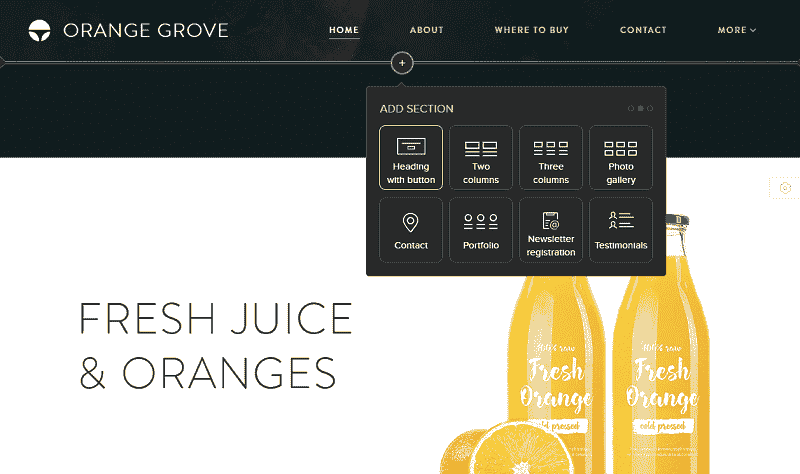 ORANGE GROVE
HOME
ABOUT
WHERE TO BUY
CONTACT
MORE
ADD SECTION
Heading
with button
Two
columns
Three
columns
Photo
gallery
Contact
Portfolio
Newsletter
registration
Testimonials
FRESH JUICE
& ORANGES
100% raw
Fresh
Orange
cold pressed
100% raw
Fresh
Orange
cold pressed